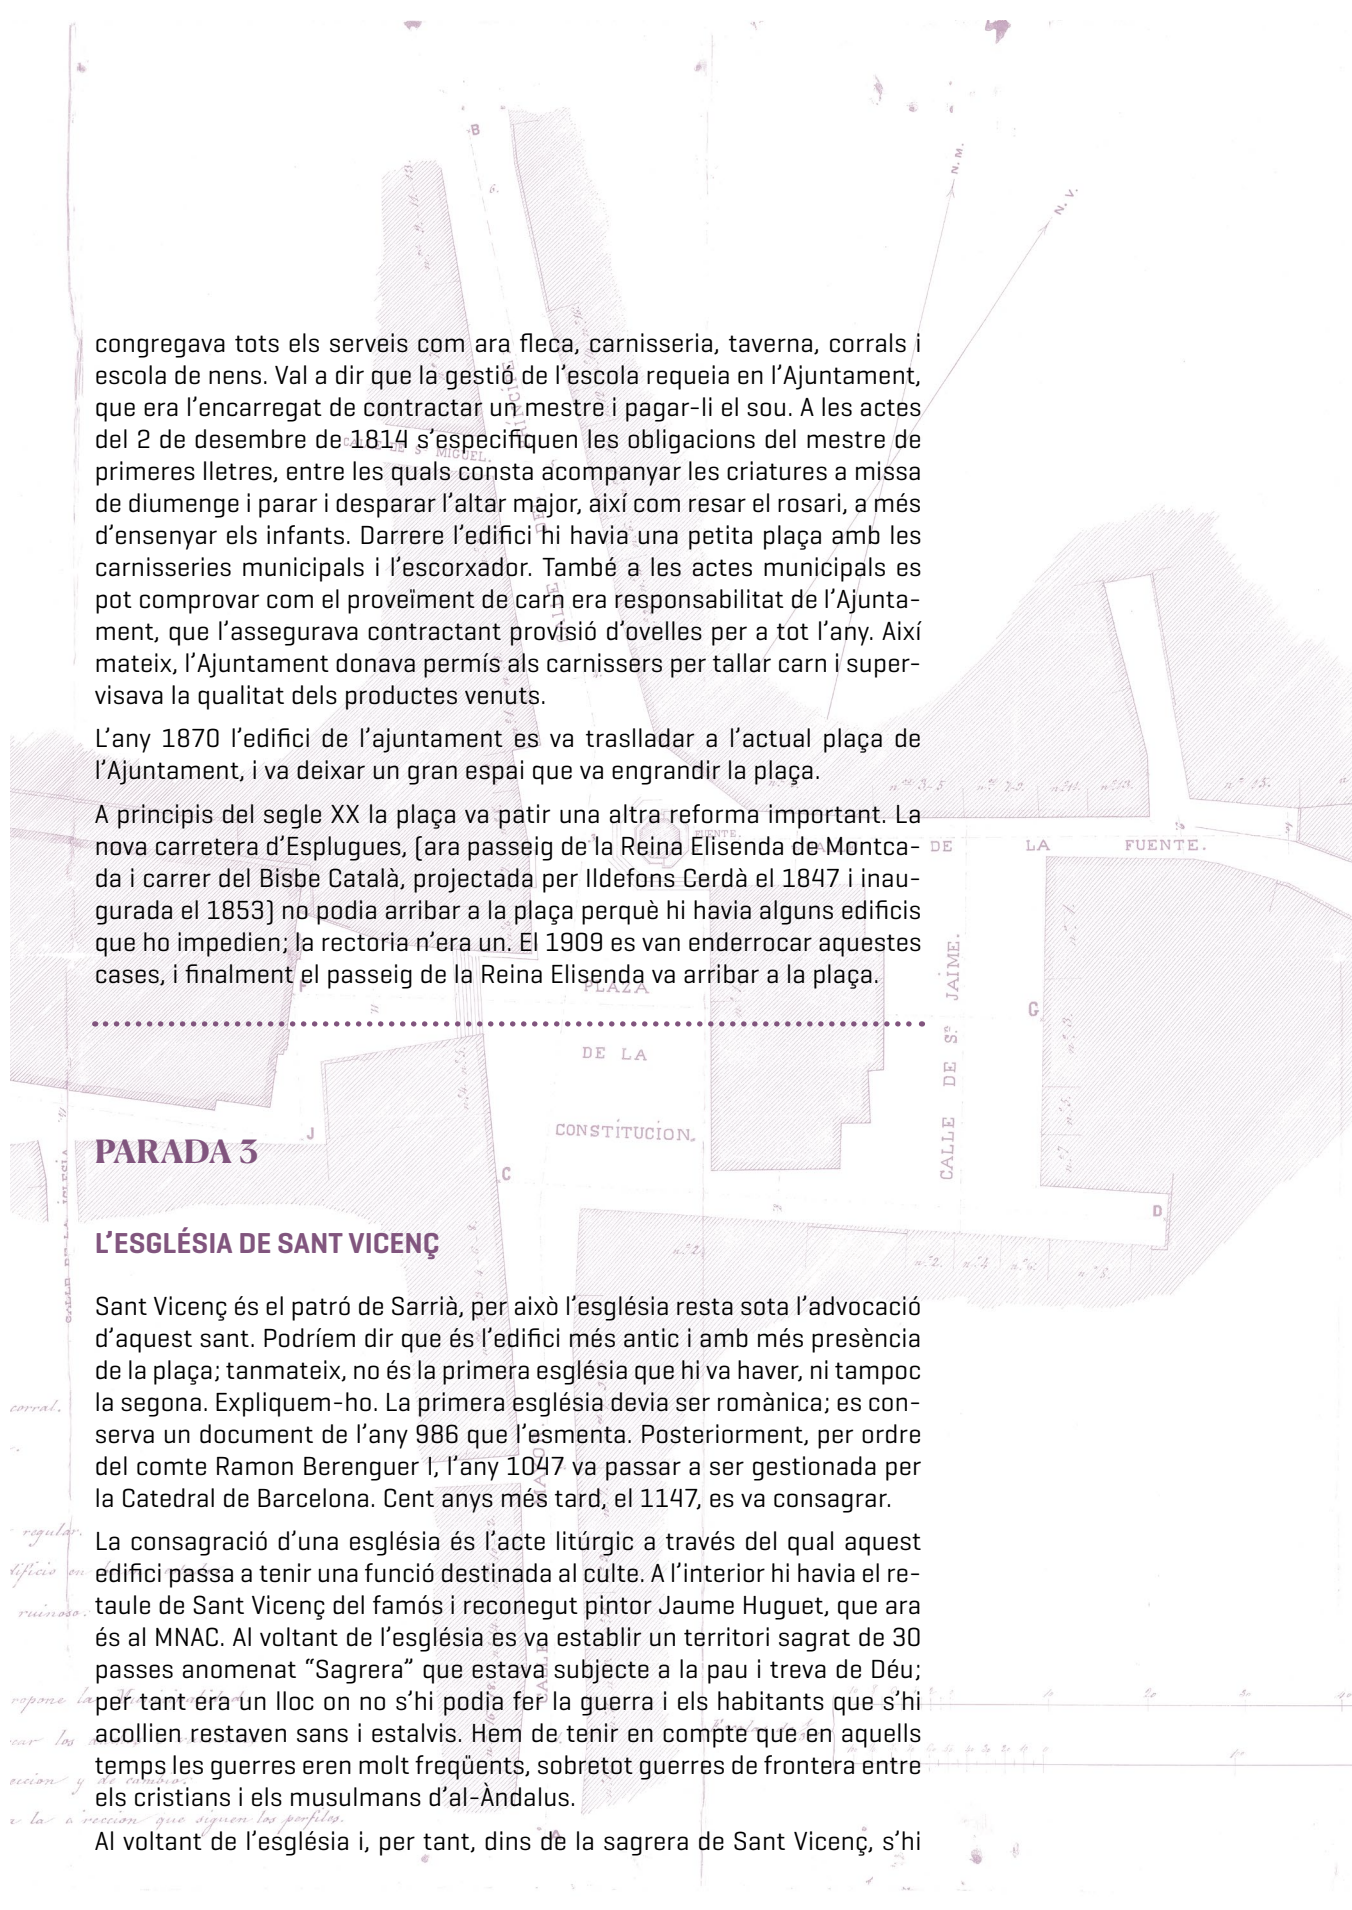 congregava tots els serveis com ara fleca, carnisseria, taverna, corrals i
escola de nens. Val a dir que la gestió de l’escola requeia en l’Ajuntament,
que era l’encarregat de contractar un mestre i pagar-li el sou. A les actes
del 2 de desembre de 1814 s’especifiquen les obligacions del mestre de
primeres lletres, entre les quals consta acompanyar les criatures a missa
de diumenge i parar i desparar l’altar major, així com resar el rosari, a més
d’ensenyar els infants. Darrere l’edifici hi havia una petita plaça amb les
carnisseries municipals i l’escorxador. També a les actes municipals es
pot comprovar com el proveïment de carn era responsabilitat de l’Ajunta-
ment, que l’assegurava contractant provisió d’ovelles per a tot l’any. Així
mateix, l’Ajuntament donava permís als carnissers per tallar carn i super-
visava la qualitat dels productes venuts.
L’any 1870 l’edifici de l’ajuntament es va traslladar a l’actual plaça de
l’Ajuntament, i va deixar un gran espai que va engrandir la plaça.
A principis del segle XX la plaça va patir una altra reforma important. La
nova carretera d’Esplugues, (ara passeig de la Reina Elisenda de Montca-
da i carrer del Bisbe Català, projectada per Ildefons Cerdà el 1847 i inau-
gurada el 1853) no podia arribar a la plaça perquè hi havia alguns edificis
que ho impedien; la rectoria n’era un. El 1909 es van enderrocar aquestes
cases, i finalment el passeig de la Reina Elisenda va arribar a la plaça.
PARADA 3
L’ESGLÉSIA DE SANT VICENÇ
Sant Vicenç és el patró de Sarrià, per això l’església resta sota l’advocació
d’aquest sant. Podríem dir que és l’edifici més antic i amb més presència
de la plaça; tanmateix, no és la primera església que hi va haver, ni tampoc
la segona. Expliquem-ho. La primera església devia ser romànica; es con-
serva un document de l’any 986 que l’esmenta. Posteriorment, per ordre
del comte Ramon Berenguer I, l’any 1047 va passar a ser gestionada per
la Catedral de Barcelona. Cent anys més tard, el 1147, es va consagrar.
La consagració d’una església és l’acte litúrgic a través del qual aquest
edifici passa a tenir una funció destinada al culte. A l’interior hi havia el re-
taule de Sant Vicenç del famós i reconegut pintor Jaume Huguet, que ara
és al MNAC. Al voltant de l’església es va establir un territori sagrat de 30
passes anomenat “Sagrera” que estava subjecte a la pau i treva de Déu;
per tant era un lloc on no s’hi podia fer la guerra i els habitants que s’hi
acollien restaven sans i estalvis. Hem de tenir en compte que en aquells
temps les guerres eren molt freqüents, sobretot guerres de frontera entre
els cristians i els musulmans d’al-Àndalus.
Al voltant de l’església i, per tant, dins de la sagrera de Sant Vicenç, s’hi
B
N. M.
N. V.
CALLE DE Sn. MIGUEL.
FUENTE.
DE LA FUENTE.
PLAZA
DE LA
CONSTITUCION.
CALLE DE Sn. JAIME.
G
F
J
C
D
CALLE MAYOR
corral.
regular.
ruinoso.